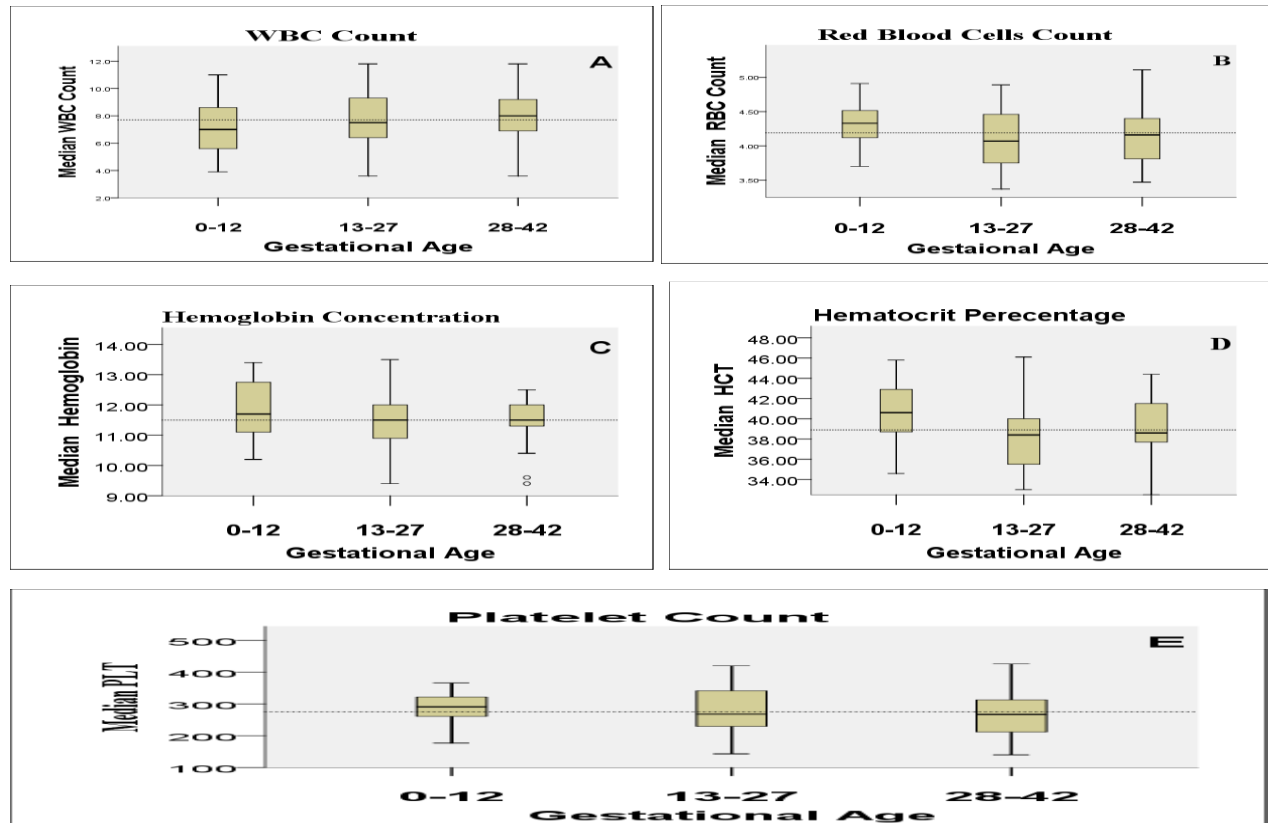 WBC Count
A
Median WBC Count
12.0
10.0
8.0
6.0
4.0
2.0
0-12 13-27 28-42
Gestational Age
Red Blood Cells Count
B
Median RBC Count
5.00
4.50
4.00
3.50
0-12 13-27 28-42
Gestaional Age
Hemoglobin Concentration
C
Median Hemoglobin
14.00
13.00
12.00
11.00
10.00
9.00
0-12 13-27 28-42
Gestational Age
Hematocrit Perecentage
D
Median HCT
48.00
46.00
44.00
42.00
40.00
38.00
36.00
34.00
0-12 13-27 28-42
Gestational Age
Platelet Count
E
Median PLT
500
400
300
200
100
0-12 13-27 28-42
Gestational Age